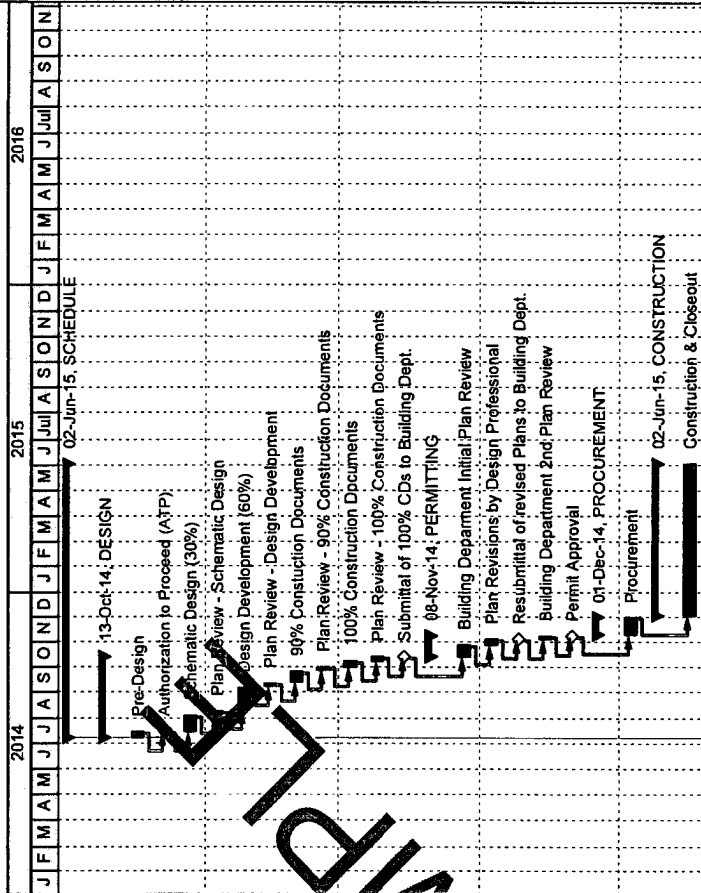 2014 2015 2016
J F M A M J J A S O N D J F M A M J Jul A S O N D J F M A M J Jul A S O N
02-Jun-15, SCHEDULE
13-Oct-14, DESIGN
Pre-Design
Authorization to Proceed (ATP)
Schematic Design (30%)
Plan Review - Schematic Design
Design Development (60%)
Plan Review - Design Development
90% Constuction Documents
Plan Review - 90% Construction Documents
100% Construction Documents
Plan Review - 100% Construction Documents
Submittal of 100% CDs to Building Dept.
08-Nov-14, PERMITTING
Building Deparment Initial Plan Review
Plan Revisions by Design Professional
Resubmittal of revised Plans to Building Dept.
Building Department 2nd Plan Review
Permit Approval
01-Dec-14, PROCUREMENT
Procurement
02-Jun-15, CONSTRUCTION
Construction & Closeout
MPLE